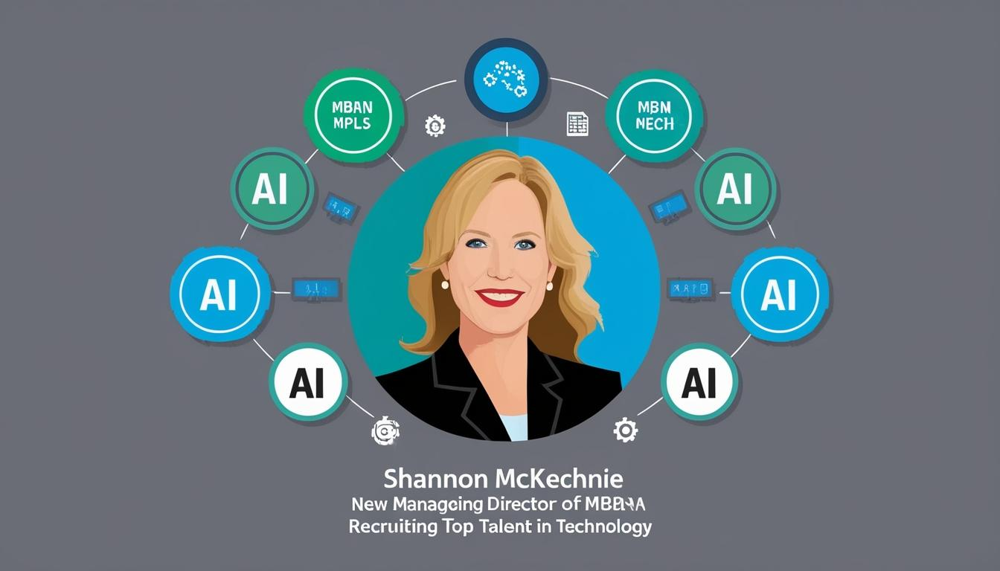 MBAN
MPLS
MBN
NECH
AI
AI
AI
AI
AI
AI
Shannon McKechnie
New Managcing Director of
Recruiting Top Talent in Technology